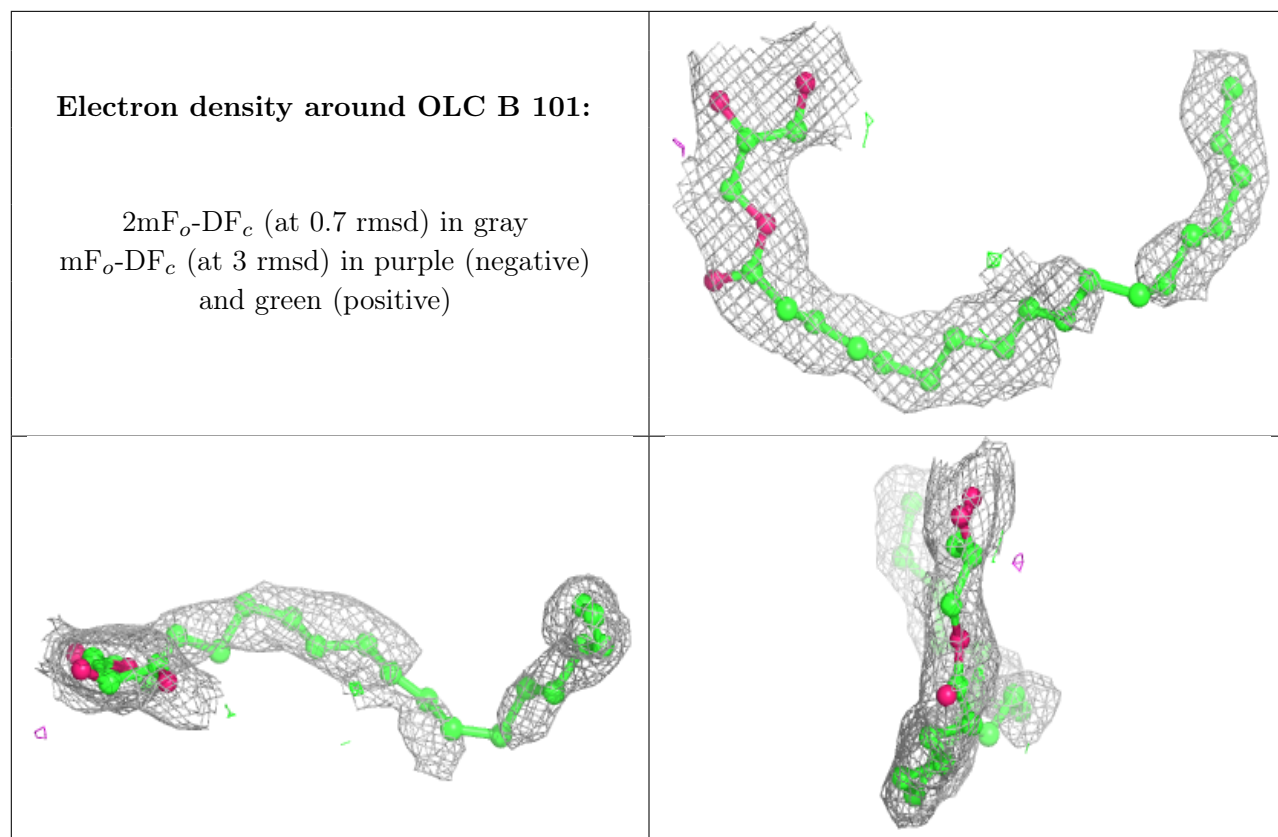 Electron density around OLC B 101:
2mFo-DFc (at 0.7 rmsd) in gray
mFo-DFc (at 3 rmsd) in purple (negative)
and green (positive)